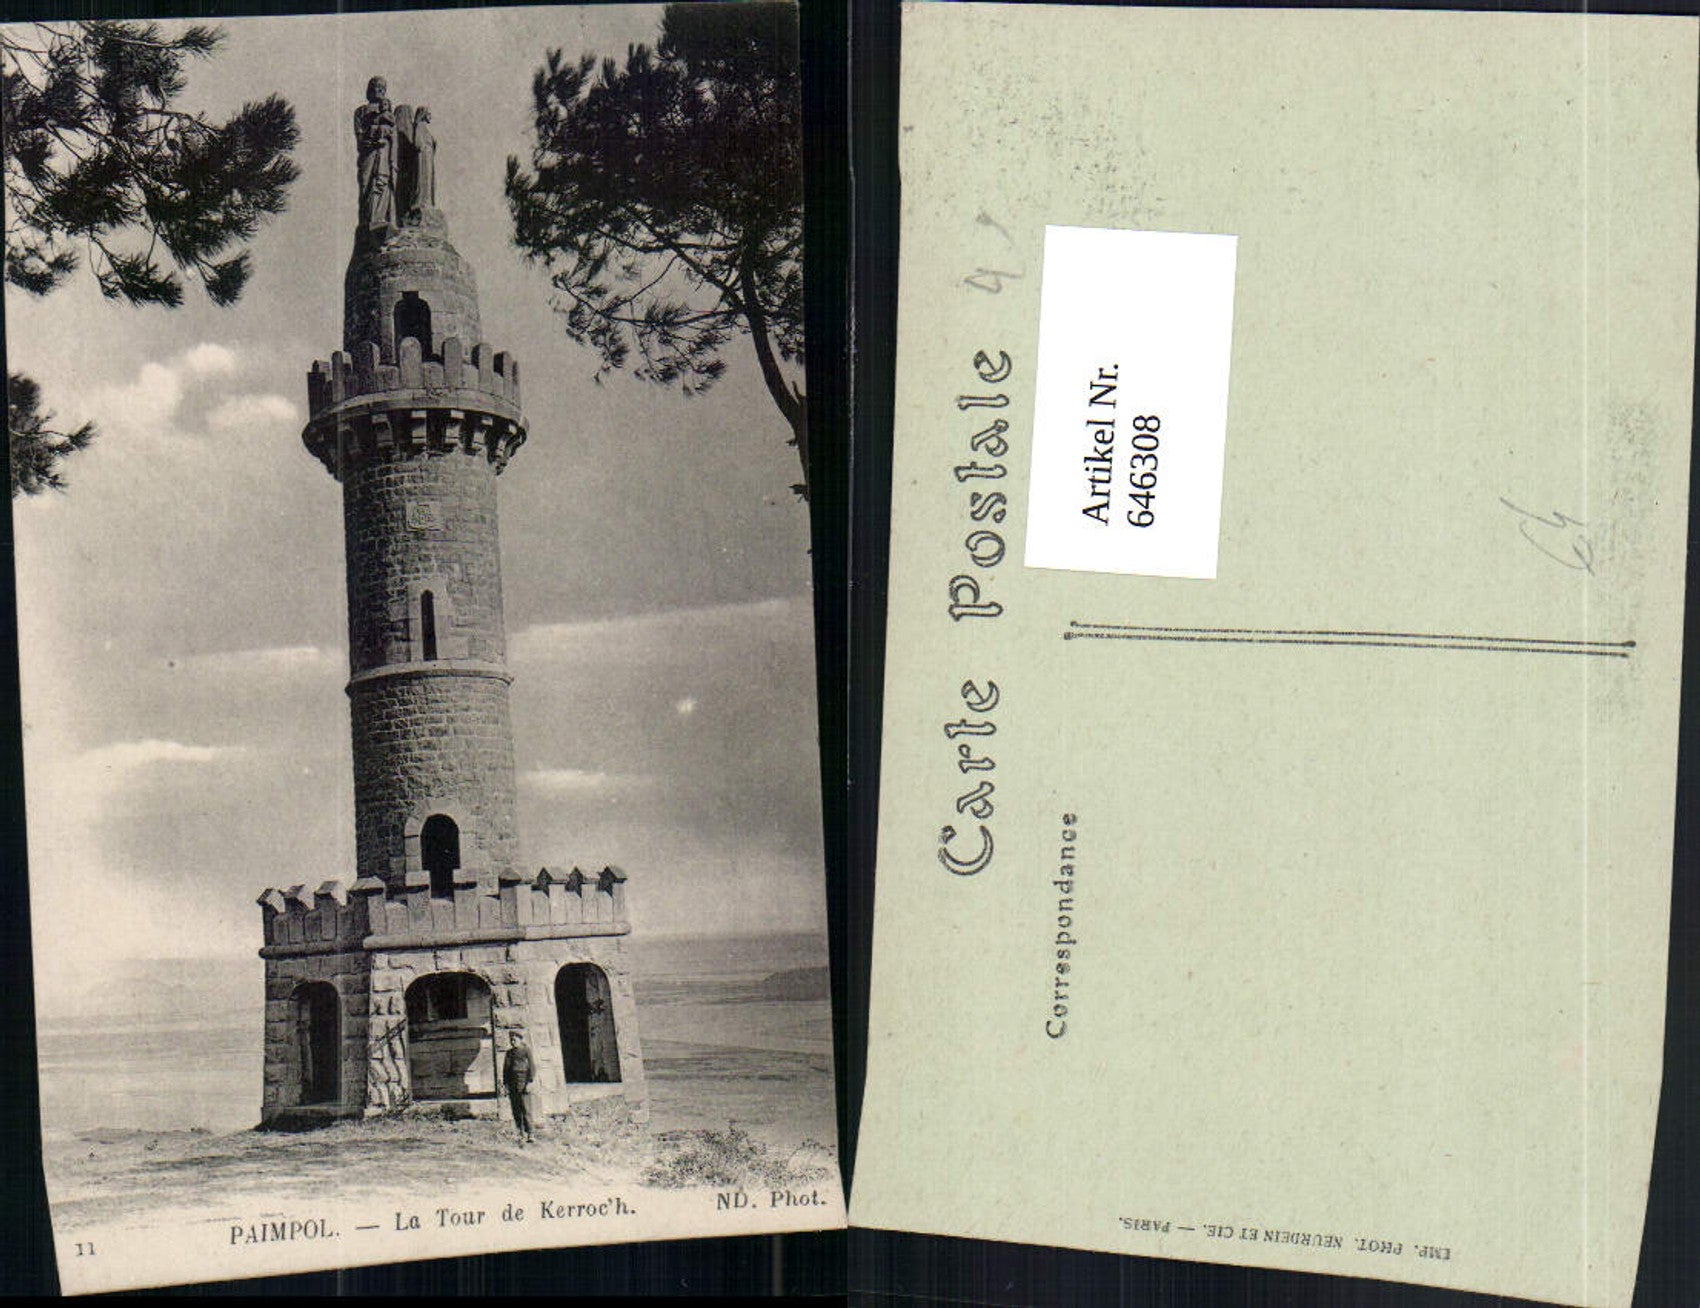 11
PAIMPOL. — La Tour de Kerroc'h.
ND. Phot.
Carte Postale
Artikel Nr.
646308
Correspondance
64
IMP. PHOT. NEURDEIN ET CIE. — PARIS.